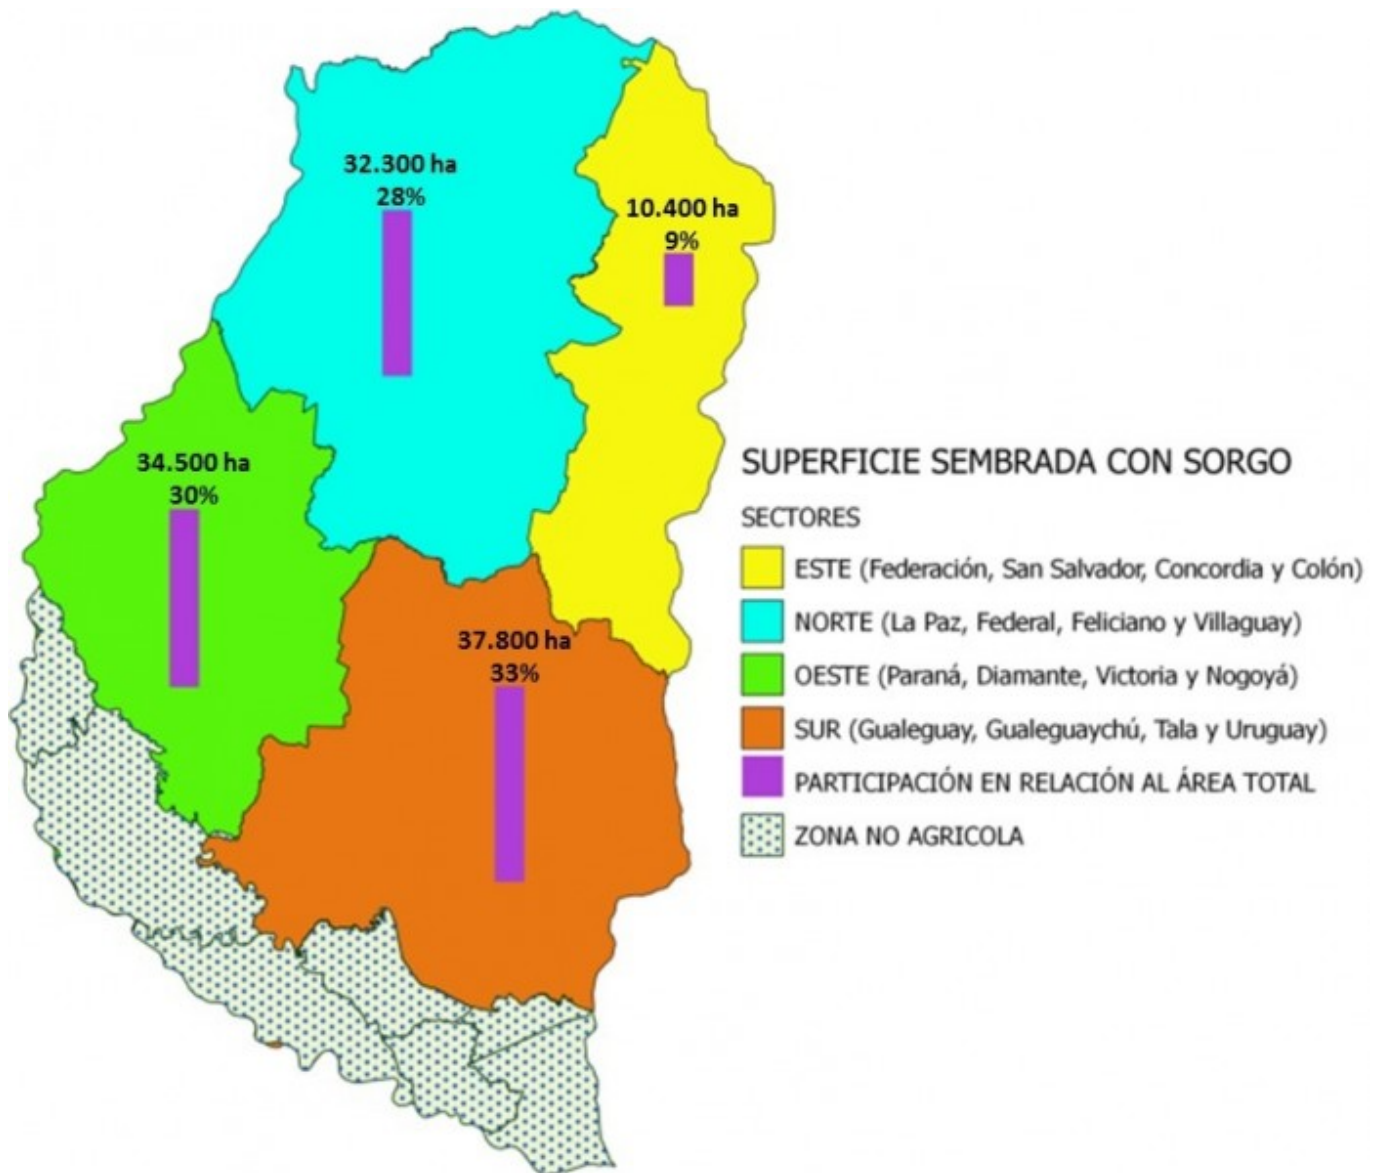 32.300 ha
28%
10.400 ha
9%
34.500 ha
30%
37.800 ha
33%
SUPERFICIE SEMBRADA CON SORGO
SECTORES
ESTE (Federación, San Salvador, Concordia y Colón)
NORTE (La Paz, Federal, Feliciano y Villaguay)
OESTE (Paraná, Diamante, Victoria y Nogoyá)
SUR (Gualeguay, Gualeguaychú, Tala y Uruguay)
PARTICIPACIÓN EN RELACIÓN AL ÁREA TOTAL
ZONA NO AGRICOLA